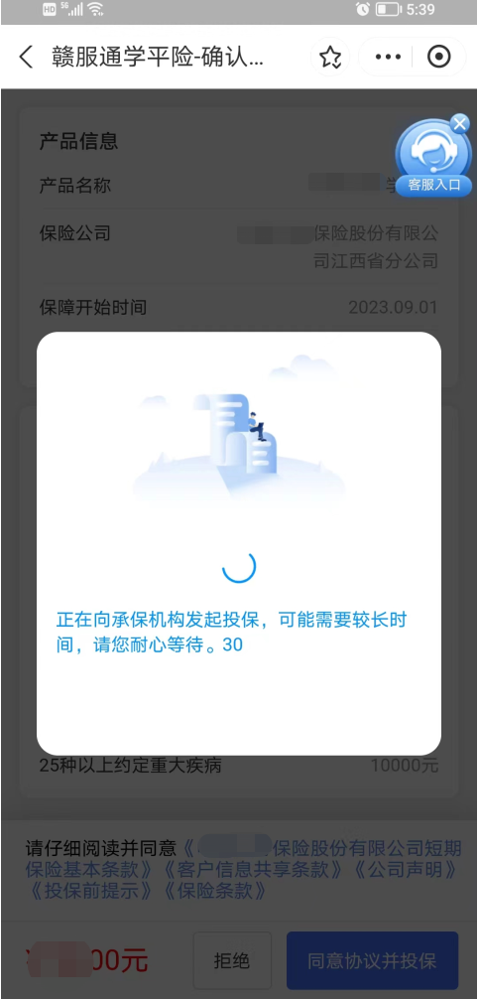 HD 5G 5:39
赣服通学平险-确认...
产品信息
客服入口
产品名称
保险公司 保险股份有限公
司江西省分公司
保障开始时间 2023.09.01
正在向承保机构发起投保，可能需要较长时
间，请您耐心等待。30
25种以上约定重大疾病 10000元
请仔细阅读并同意《 保险股份有限公司短期
保险基本条款》《客户信息共享条款》《公司声明》
《投保前提示》《保险条款》
00元 拒绝 同意协议并投保